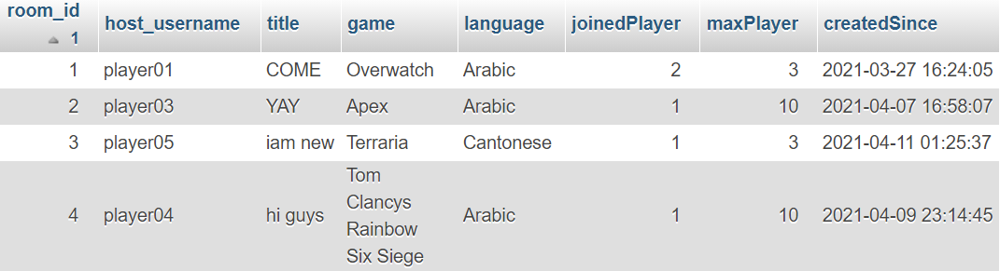 room_id 1 host_username title game language joinedPlayer maxPlayer createdSince
1 player01 COME Overwatch Arabic 2 3 2021-03-27 16:24:05
2 player03 YAY Apex Arabic 1 10 2021-04-07 16:58:07
3 player05 iam new Terraria Cantonese 1 3 2021-04-11 01:25:37
4 player04 hi guys Tom Clancys Rainbow Six Siege Arabic 1 10 2021-04-09 23:14:45